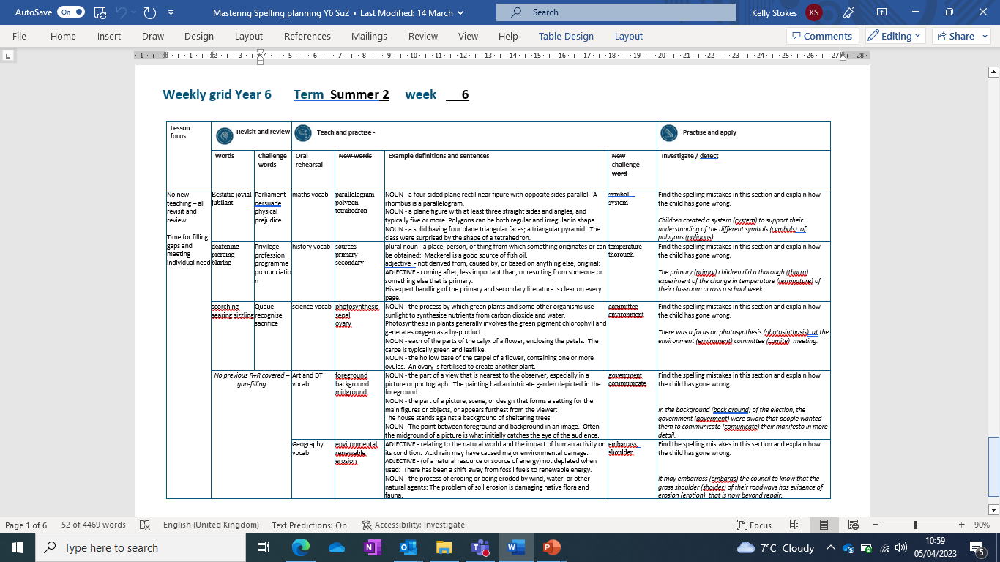 AutoSave On Mastering Spelling planning Y6 Su2 • Last Modified: 14 March Search Kelly Stokes KS
File Home Insert Draw Design Layout References Mailings Review View Help Table Design Layout Comments Editing Share
1 1 2 3 4 5 6 7 8 9 10 11 12 13 14 15 16 17 18 19 20 21 22 23 24 25 26 27 28
Weekly grid Year 6 Term Summer 2 week 6
Lesson focus
Revisit and review
Teach and practise -
Practise and apply
Words
Challenge words
Oral rehearsal
New words
Example definitions and sentences
New challenge word
Investigate / detect
No new
teaching – all
revisit and
review
Time for filling
gaps and
meeting
individual need
Ecstatic jovial
jubilant
Parliament
persuade
physical
prejudice
maths vocab
parallelogram
polygon
tetrahedron
NOUN - a four-sided plane rectilinear figure with opposite sides parallel. A
rhombus is a parallelogram.
NOUN - a plane figure with at least three straight sides and angles, and
typically five or more. Polygons can be both regular and irregular in shape.
NOUN - a solid having four plane triangular faces; a triangular pyramid. The
class were surprised by the shape of a tetrahedron.
symbol -
system
Find the spelling mistakes in this section and explain how
the child has gone wrong.
Children created a system (cystem) to support their
understanding of the different symbols (cymbols) of
polygons (poligons).
deafening
piercing
blaring
Privilege
profession
programme
pronunciatio
n
history vocab
sources
primary
secondary
plural noun - a place, person, or thing from which something originates or can
be obtained: Mackerel is a good source of fish oil.
adjective - not derived from, caused by, or based on anything else; original:
ADJECTIVE - coming after, less important than, or resulting from someone or
something else that is primary:
His expert handling of the primary and secondary literature is clear on every
page.
temperature
thorough
Find the spelling mistakes in this section and explain how
the child has gone wrong.
The primary (primry) children did a thorough (thurra)
experiment of the change in temperature (termnature) of
their classroom across a school week.
scorching
searing sizzling
Queue
recognise
sacrifice
science vocab
photosynthesis
sepal
ovary
NOUN - the process by which green plants and some other organisms use
sunlight to synthesize nutrients from carbon dioxide and water.
Photosynthesis in plants generally involves the green pigment chlorophyll and
generates oxygen as a by-product.
NOUN - each of the parts of the calyx of a flower, enclosing the petals. The
carpe is typically green and leaflike.
NOUN - the hollow base of the carpel of a flower, containing one or more
ovules. An ovary is fertilised to create another plant.
committee
environment
Find the spelling mistakes in this section and explain how
the child has gone wrong.
There was a focus on photosynthesis (photosinthasis) at the
environment (enviroment) committee (comite) meeting.
No previous R+R covered –
gap-filling
Art and DT
vocab
foreground
background
midground
NOUN - the part of a view that is nearest to the observer, especially in a
picture or photograph: The painting had an intricate garden depicted in the
foreground.
NOUN - the part of a picture, scene, or design that forms a setting for the
main figures or objects, or appears furthest from the viewer:
The house stands against a background of sheltering trees.
NOUN - The point between foreground and background in an image. Often
the midground of a picture is what initially catches the eye of the audience.
government
communicate
Find the spelling mistakes in this section and explain how
the child has gone wrong.
In the background (back ground) of the election, the
government (goverment) were aware that people wanted
them to communicate (comunicate) their manifesto in more
detail.
Geography
vocab
environmental
renewable
erosion
ADJECTIVE - relating to the natural world and the impact of human activity on
its condition: Acid rain may have caused major environmental damage.
ADJECTIVE - (of a natural resource or source of energy) not depleted when
used: There has been a shift away from fossil fuels to renewable energy.
NOUN - the process of eroding or being eroded by wind, water, or other
natural agents: The problem of soil erosion is damaging native flora and
fauna.
embarrass
shoulder
Find the spelling mistakes in this section and explain how
the child has gone wrong.
It may embarrass (embaras) the council to know that the
grass shoulder (sholder) of their roadways has evidence of
erosion (erotion) that is now beyond repair.
Page 1 of 6 52 of 4469 words English (United Kingdom) Text Predictions: On Accessibility: Investigate Focus 90%
Type here to search 7°C Cloudy 10:59
05/04/2023 5